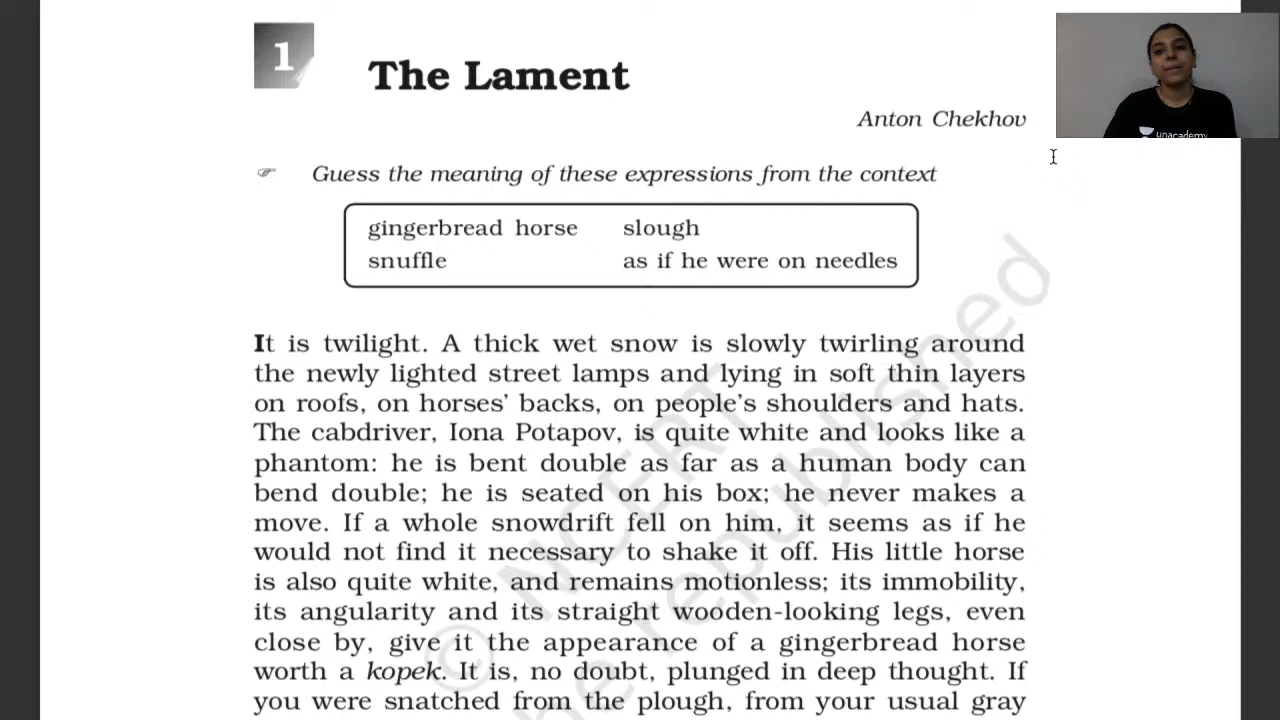 1
The Lament
Anton Chekhov
☞ Guess the meaning of these expressions from the context
gingerbread horse slough
snuffle as if he were on needles
It is twilight. A thick wet snow is slowly twirling around
the newly lighted street lamps and lying in soft thin layers
on roofs, on horses’ backs, on people’s shoulders and hats.
The cabdriver, Iona Potapov, is quite white and looks like a
phantom: he is bent double as far as a human body can
bend double; he is seated on his box; he never makes a
move. If a whole snowdrift fell on him, it seems as if he
would not find it necessary to shake it off. His little horse
is also quite white, and remains motionless; its immobility,
its angularity and its straight wooden-looking legs, even
close by, give it the appearance of a gingerbread horse
worth a kopek. It is, no doubt, plunged in deep thought. If
you were snatched from the plough, from your usual gray
© NCERT
be republished
unacademy